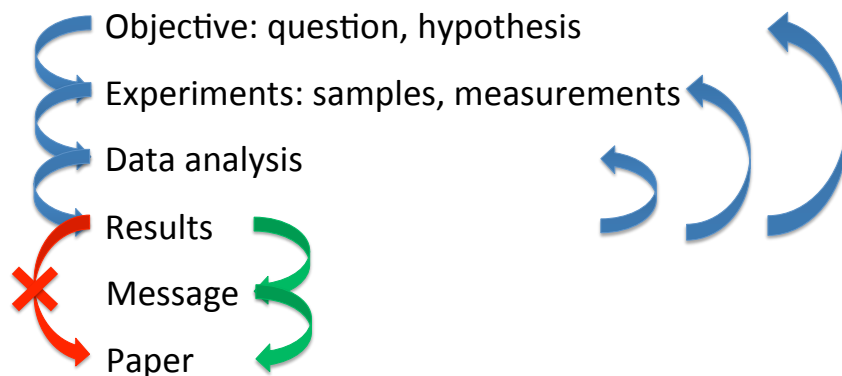 Objective: question, hypothesis
Experiments: samples, measurements
Data analysis
Results
Message
Paper